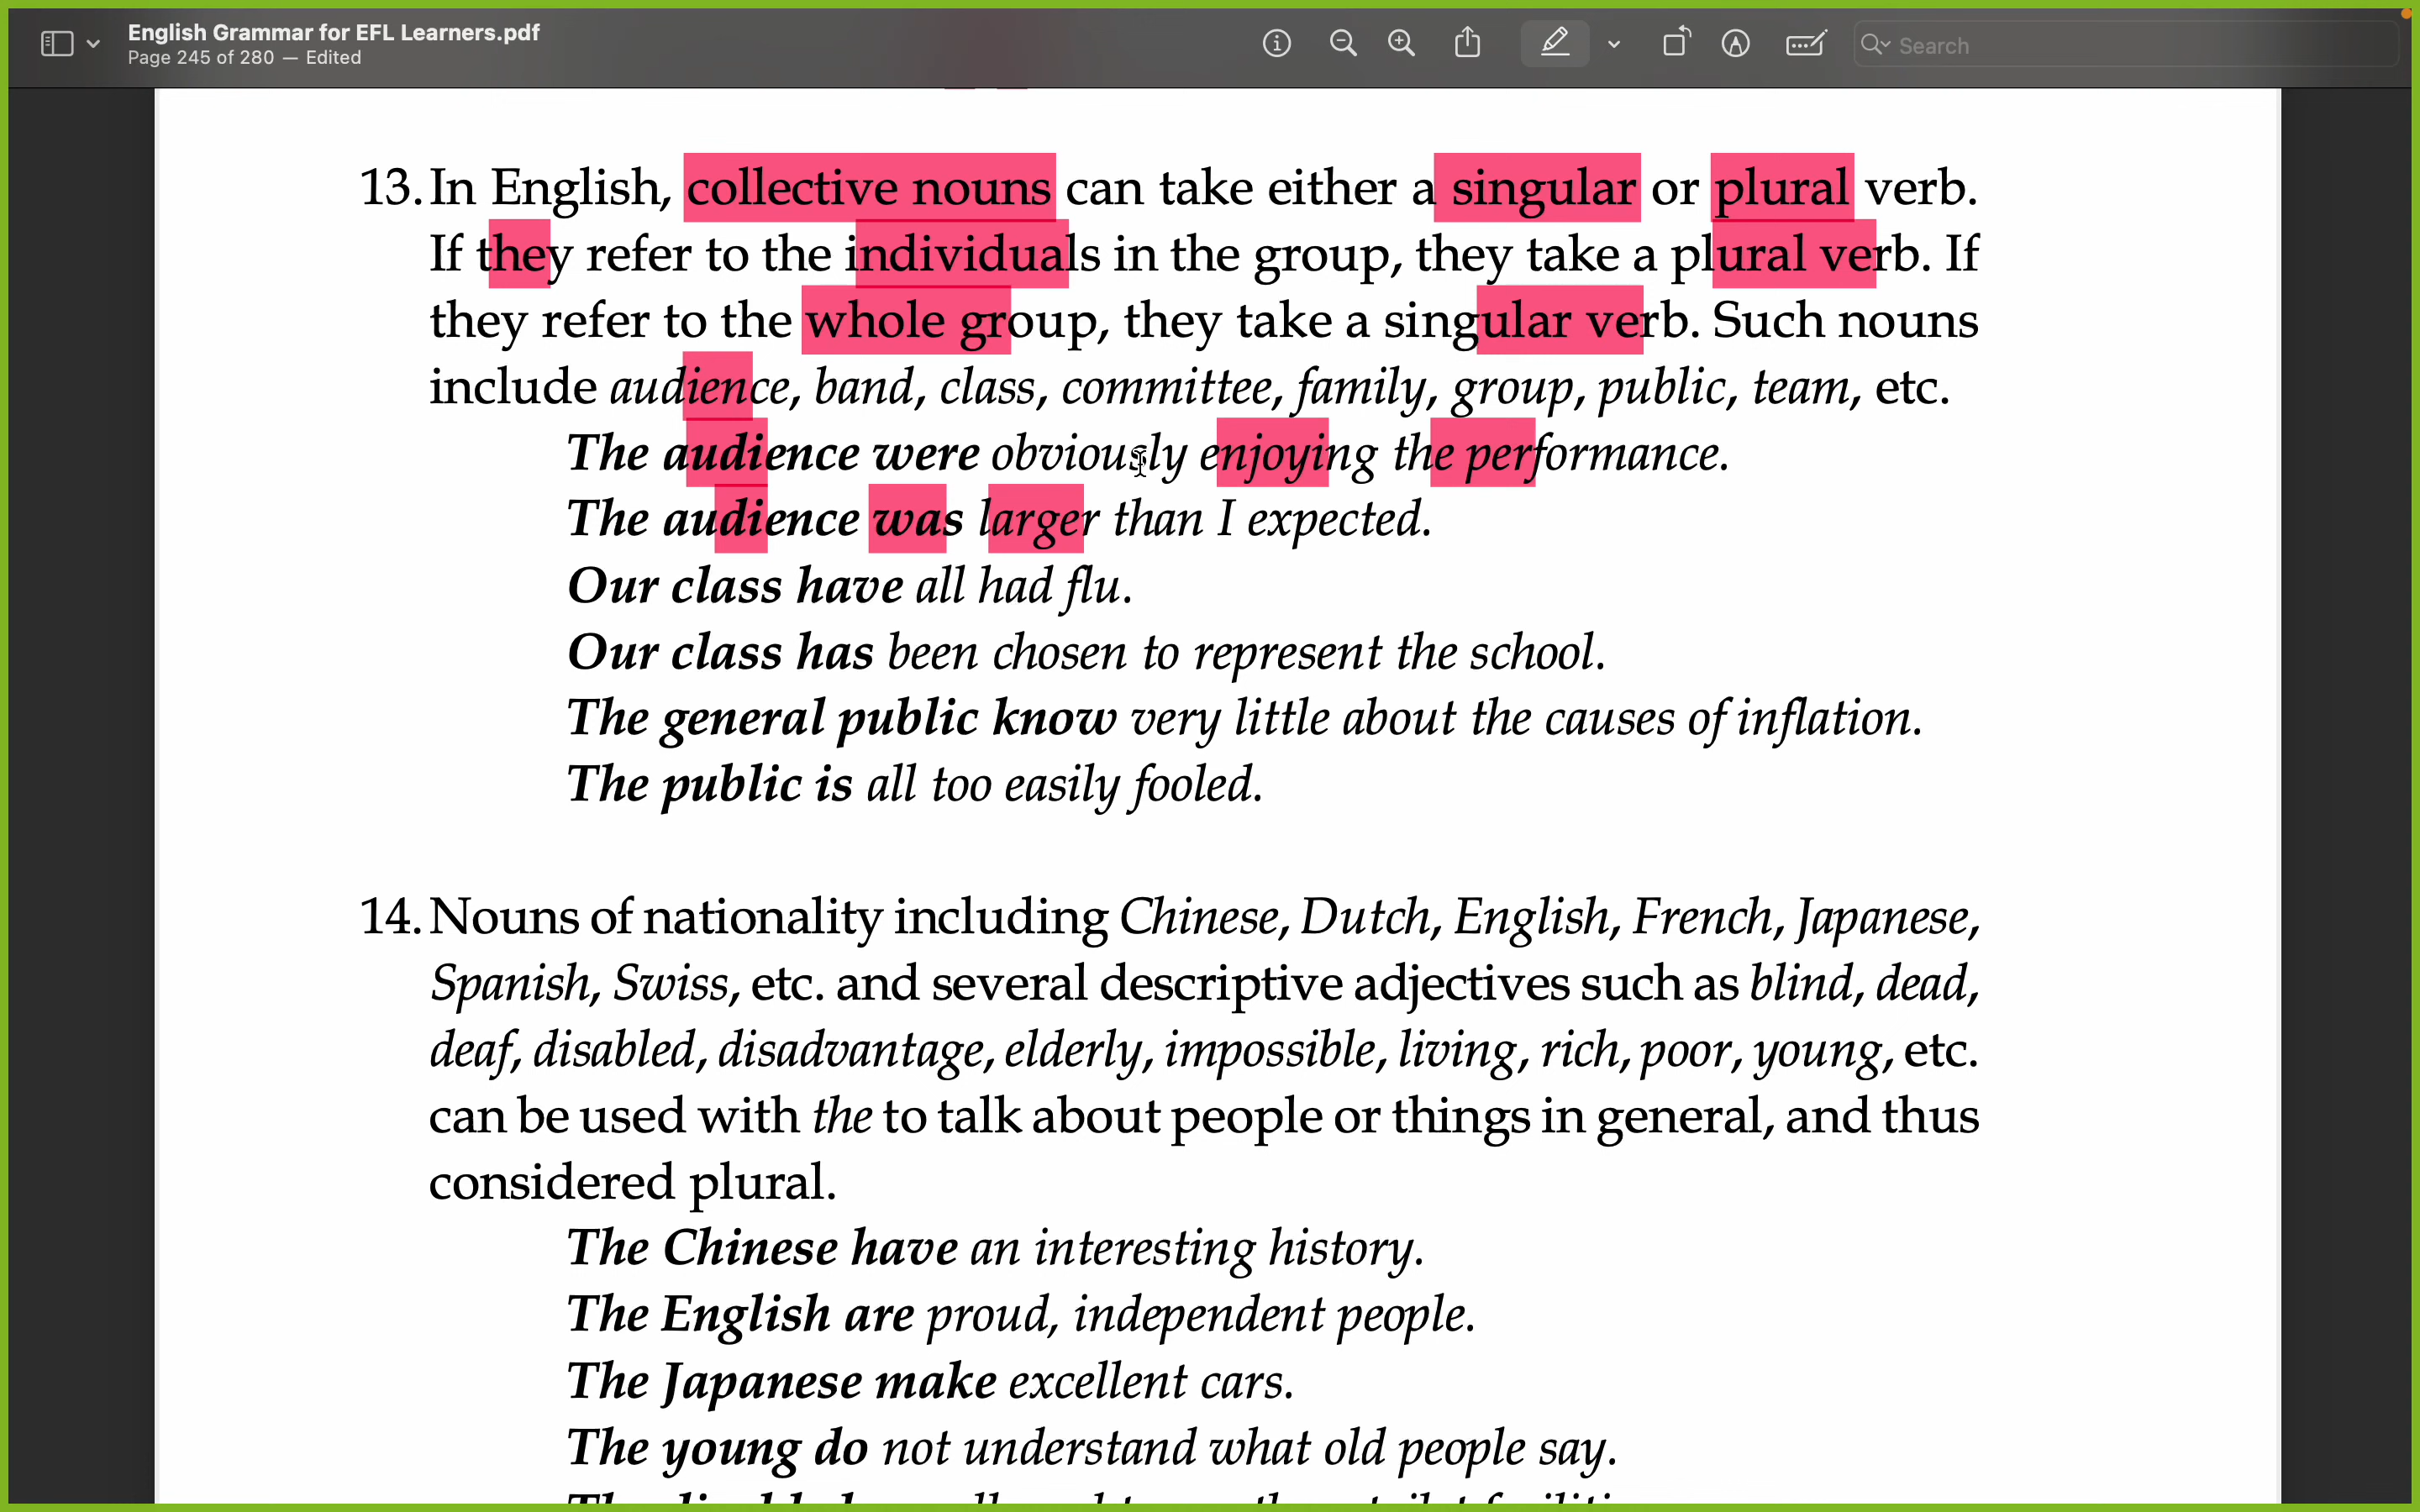 English Grammar for EFL Learners.pdf
Page 245 of 280 — Edited
Search
13. In English, collective nouns can take either a singular or plural verb.
If they refer to the individuals in the group, they take a plural verb. If
they refer to the whole group, they take a singular verb. Such nouns
include audience, band, class, committee, family, group, public, team, etc.
The audience were obviously enjoying the performance.
The audience was larger than I expected.
Our class have all had flu.
Our class has been chosen to represent the school.
The general public know very little about the causes of inflation.
The public is all too easily fooled.
14. Nouns of nationality including Chinese, Dutch, English, French, Japanese,
Spanish, Swiss, etc. and several descriptive adjectives such as blind, dead,
deaf, disabled, disadvantage, elderly, impossible, living, rich, poor, young, etc.
can be used with the to talk about people or things in general, and thus
considered plural.
The Chinese have an interesting history.
The English are proud, independent people.
The Japanese make excellent cars.
The young do not understand what old people say.